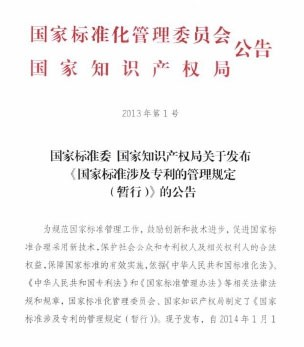 国家标准化管理委员会
国家知识产权局
公告
2013年第1号
国家标准委 国家知识产权局关于发布
《国家标准涉及专利的管理规定
（暂行）》的公告
为规范国家标准管理工作，鼓励创新和技术进步，促进国家
标准合理采用新技术，保护社会公众和专利权人及相关权利人的合法
权益，保障国家标准的有效实施，依据《中华人民共和国标准化法》、
《中华人民共和国专利法》和《国家标准管理办法》等相关法律法
规和规章，国家标准化管理委员会、国家知识产权局制定了《国家
标准涉及专利的管理规定（暂行）》。现予发布，自2014年1月1